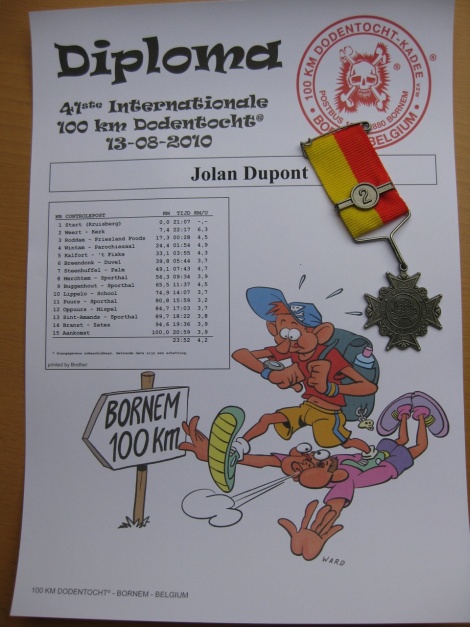 Diploma
41ste Internationale
100 km Dodentocht®
13-08-2010
100 KM DODENTOCHT-KADEE VZW
POSTBUS 2880 BORNEM
BORNEM BELGIUM
®
Jolan Dupont
2
NR CONTROLEPOST KM TIJD KM/U
1 Start (Kruisberg) 0,0 21:07 -,-
2 Weert - Kerk 7,4 22:17 6,3
3 Roddam - Friesland Foods 17,3 00:28 4,5
4 Wintam - Parochiezaal 24,4 01:54 4,9
5 Kalfort - 't Fiske 33,1 03:55 4,3
6 Breendonk - Duvel 39,8 05:44 3,7
7 Steenhuffel - Palm 49,1 07:43 4,7
8 Merchtem - Sporthal 56,3 09:34 3,9
9 Buggenhout - Sporthal 65,5 11:37 4,5
10 Lippelo - School 74,5 14:07 3,7
11 Puurs - Sporthal 80,8 15:59 3,2
12 Oppuurs - Mispel 84,7 17:03 3,7
13 Sint-Amands - Sporthal 89,7 18:22 3,8
14 Branst - Zates 94,6 19:36 3,9
15 Aankomst 100,0 20:59 3,9
23:52 4,2
printed by Brother
BORNEM
100 Km
WARD
100 KM DODENTOCHT® - BORNEM - BELGIUM